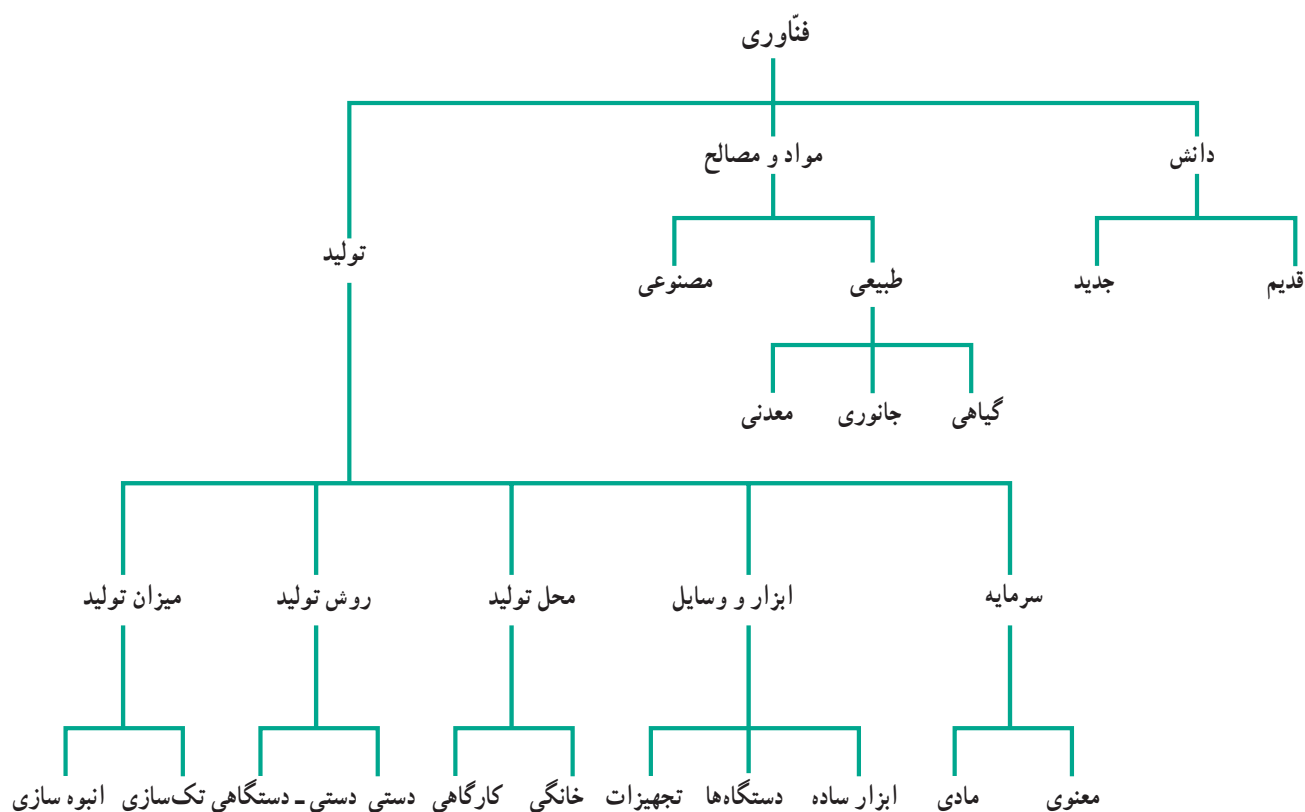 فنّاوری
دانش
مواد و مصالح
تولید
قدیم
جدید
طبیعی
مصنوعی
گیاهی
جانوری
معدنی
سرمایه
ابزار و وسایل
محل تولید
روش تولید
میزان تولید
معنوی
مادی
ابزار ساده
دستگاه‌ها
تجهیزات
خانگی
کارگاهی
دستی
دستی ـ دستگاهی
تک‌سازی
انبوه سازی